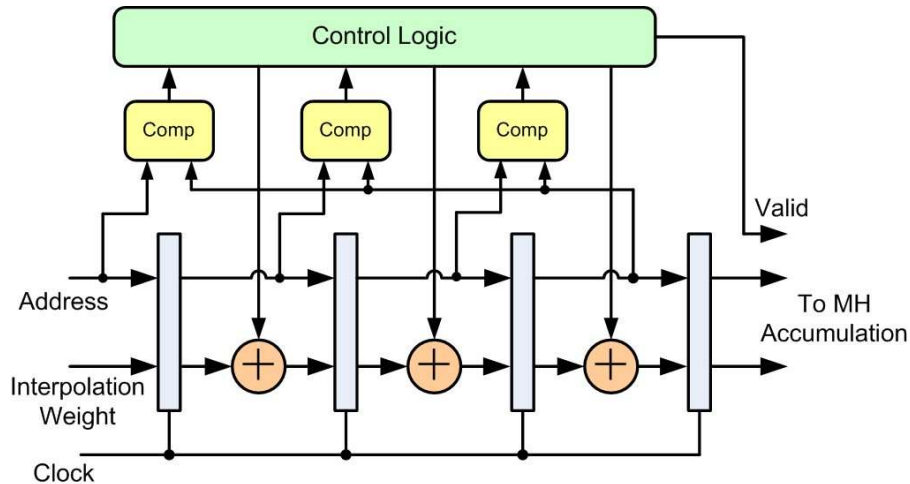 Control Logic
Comp
Comp
Comp
Valid
Address
To MH
Accumulation
Interpolation
Weight
Clock